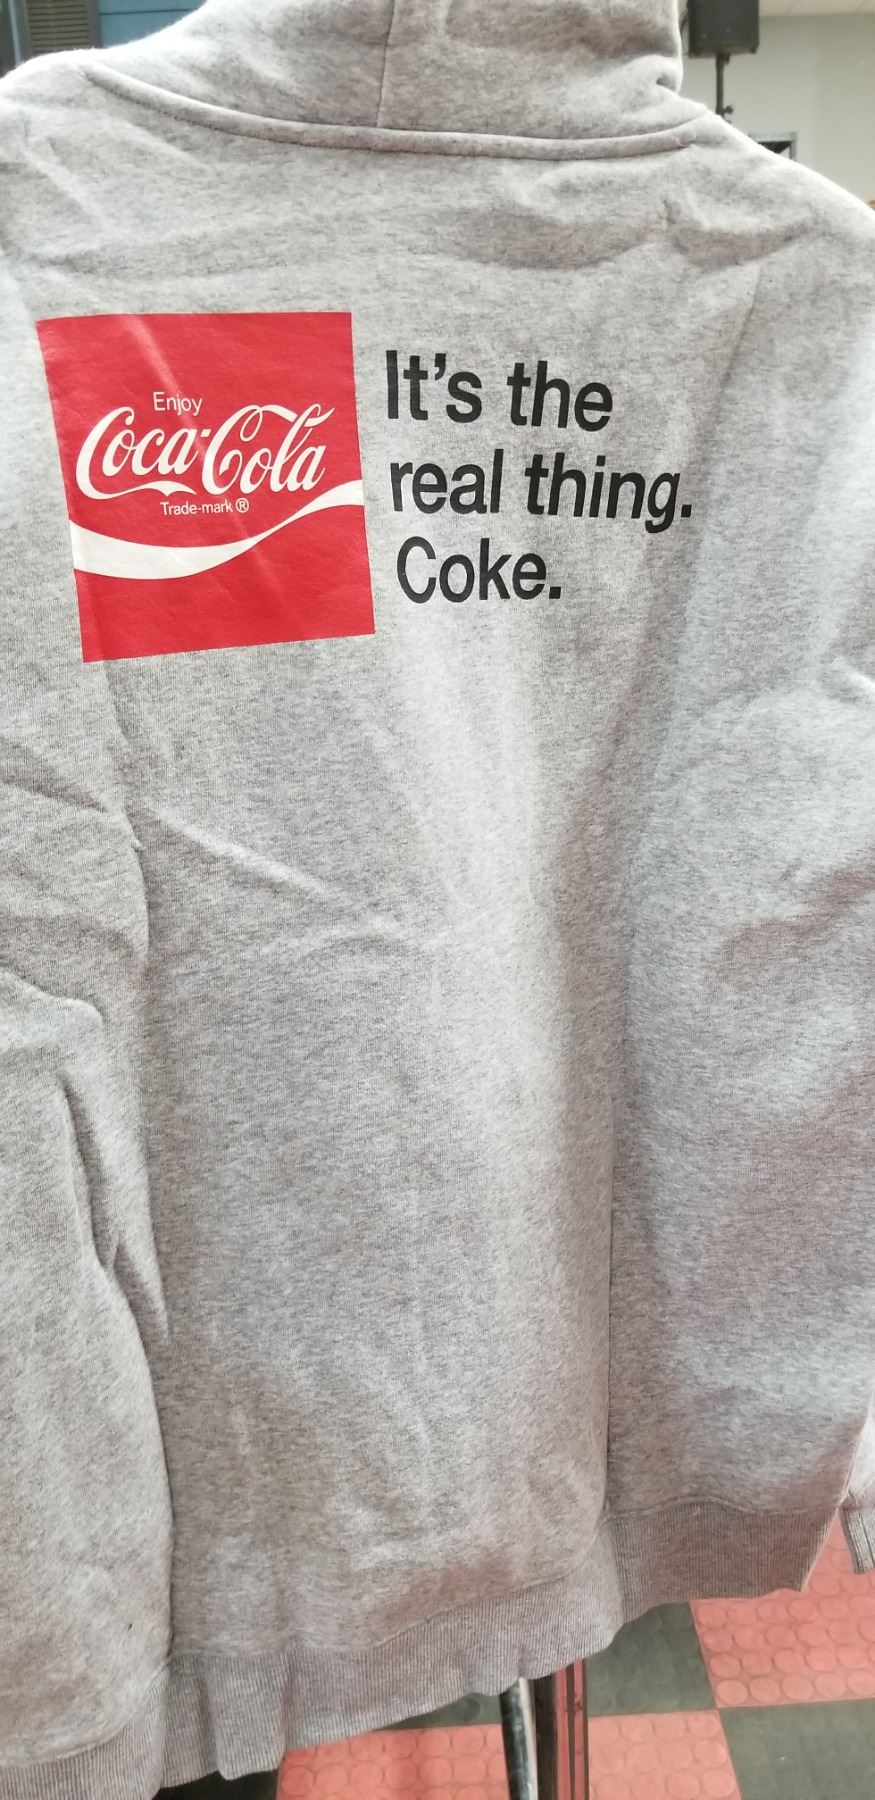 Enjoy
Coca-Cola
Trade-mark ®
It's the
real thing.
Coke.